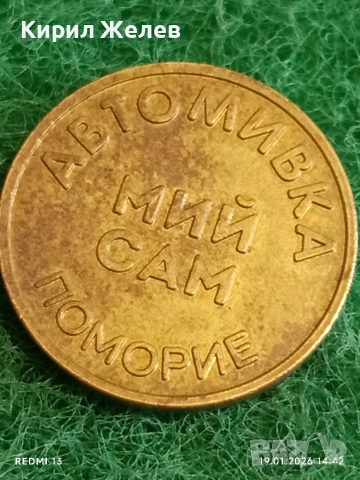 Кирил Желев
АВТОМИВКА
МИЙ
САМ
ПОМОРИЕ
REDMI 13
19.01.2026 14:42